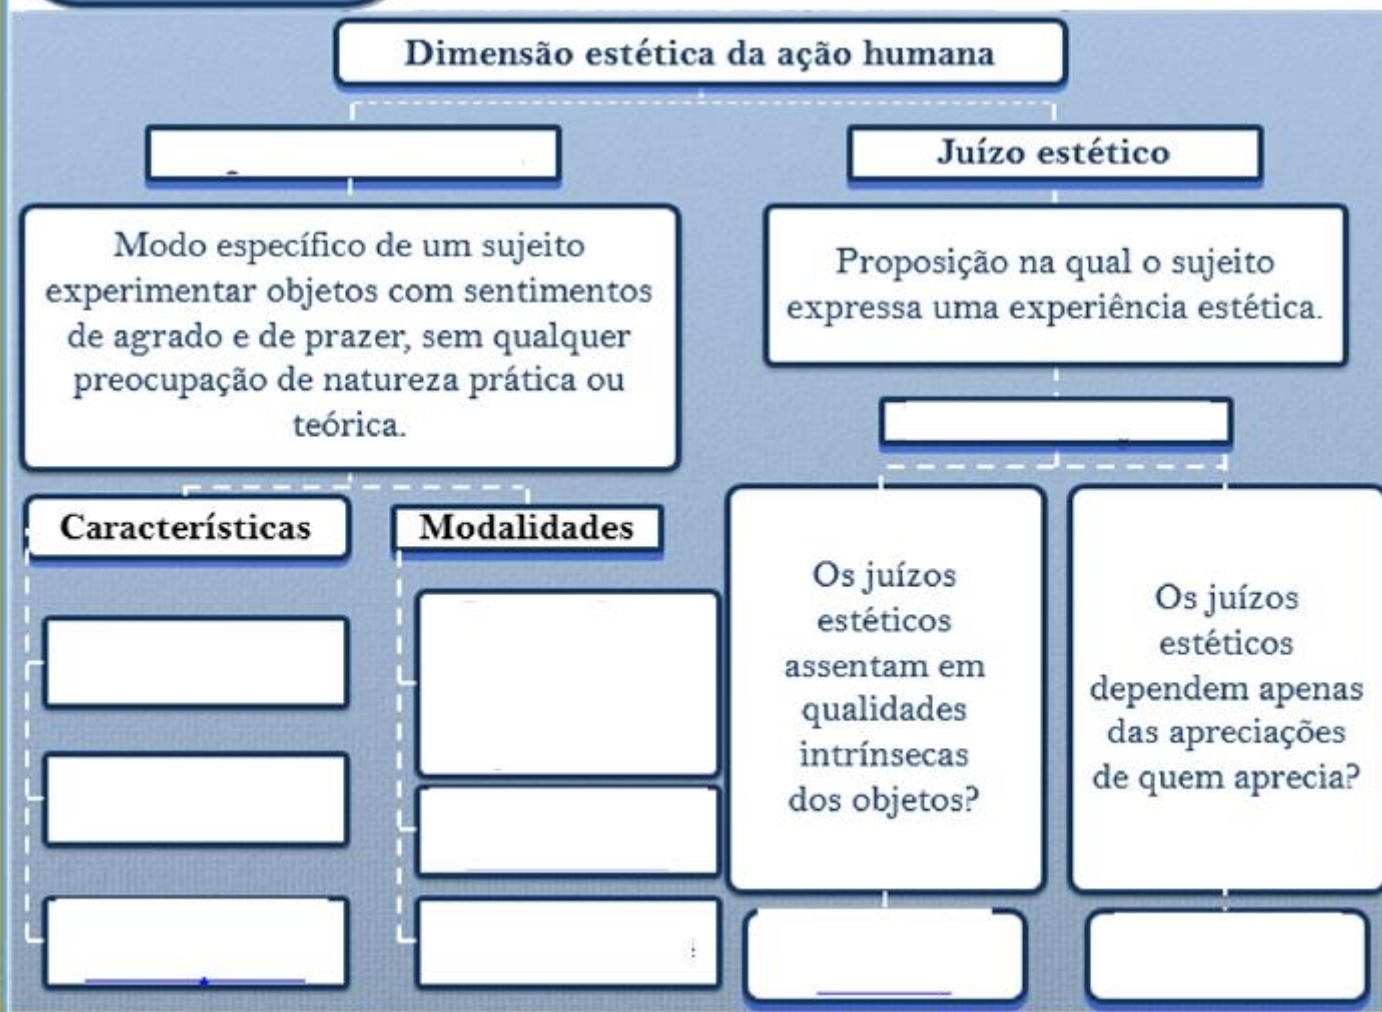 Dimensão estética da ação humana
Juízo estético
Modo específico de um sujeito
experimentar objetos com sentimentos
de agrado e de prazer, sem qualquer
preocupação de natureza prática ou
teórica.
Proposição na qual o sujeito
expressa uma experiência estética.
Características
Modalidades
Os juízos
estéticos
assentam em
qualidades
intrínsecas
dos objetos?
Os juízos
estéticos
dependem apenas
das apreciações
de quem aprecia?